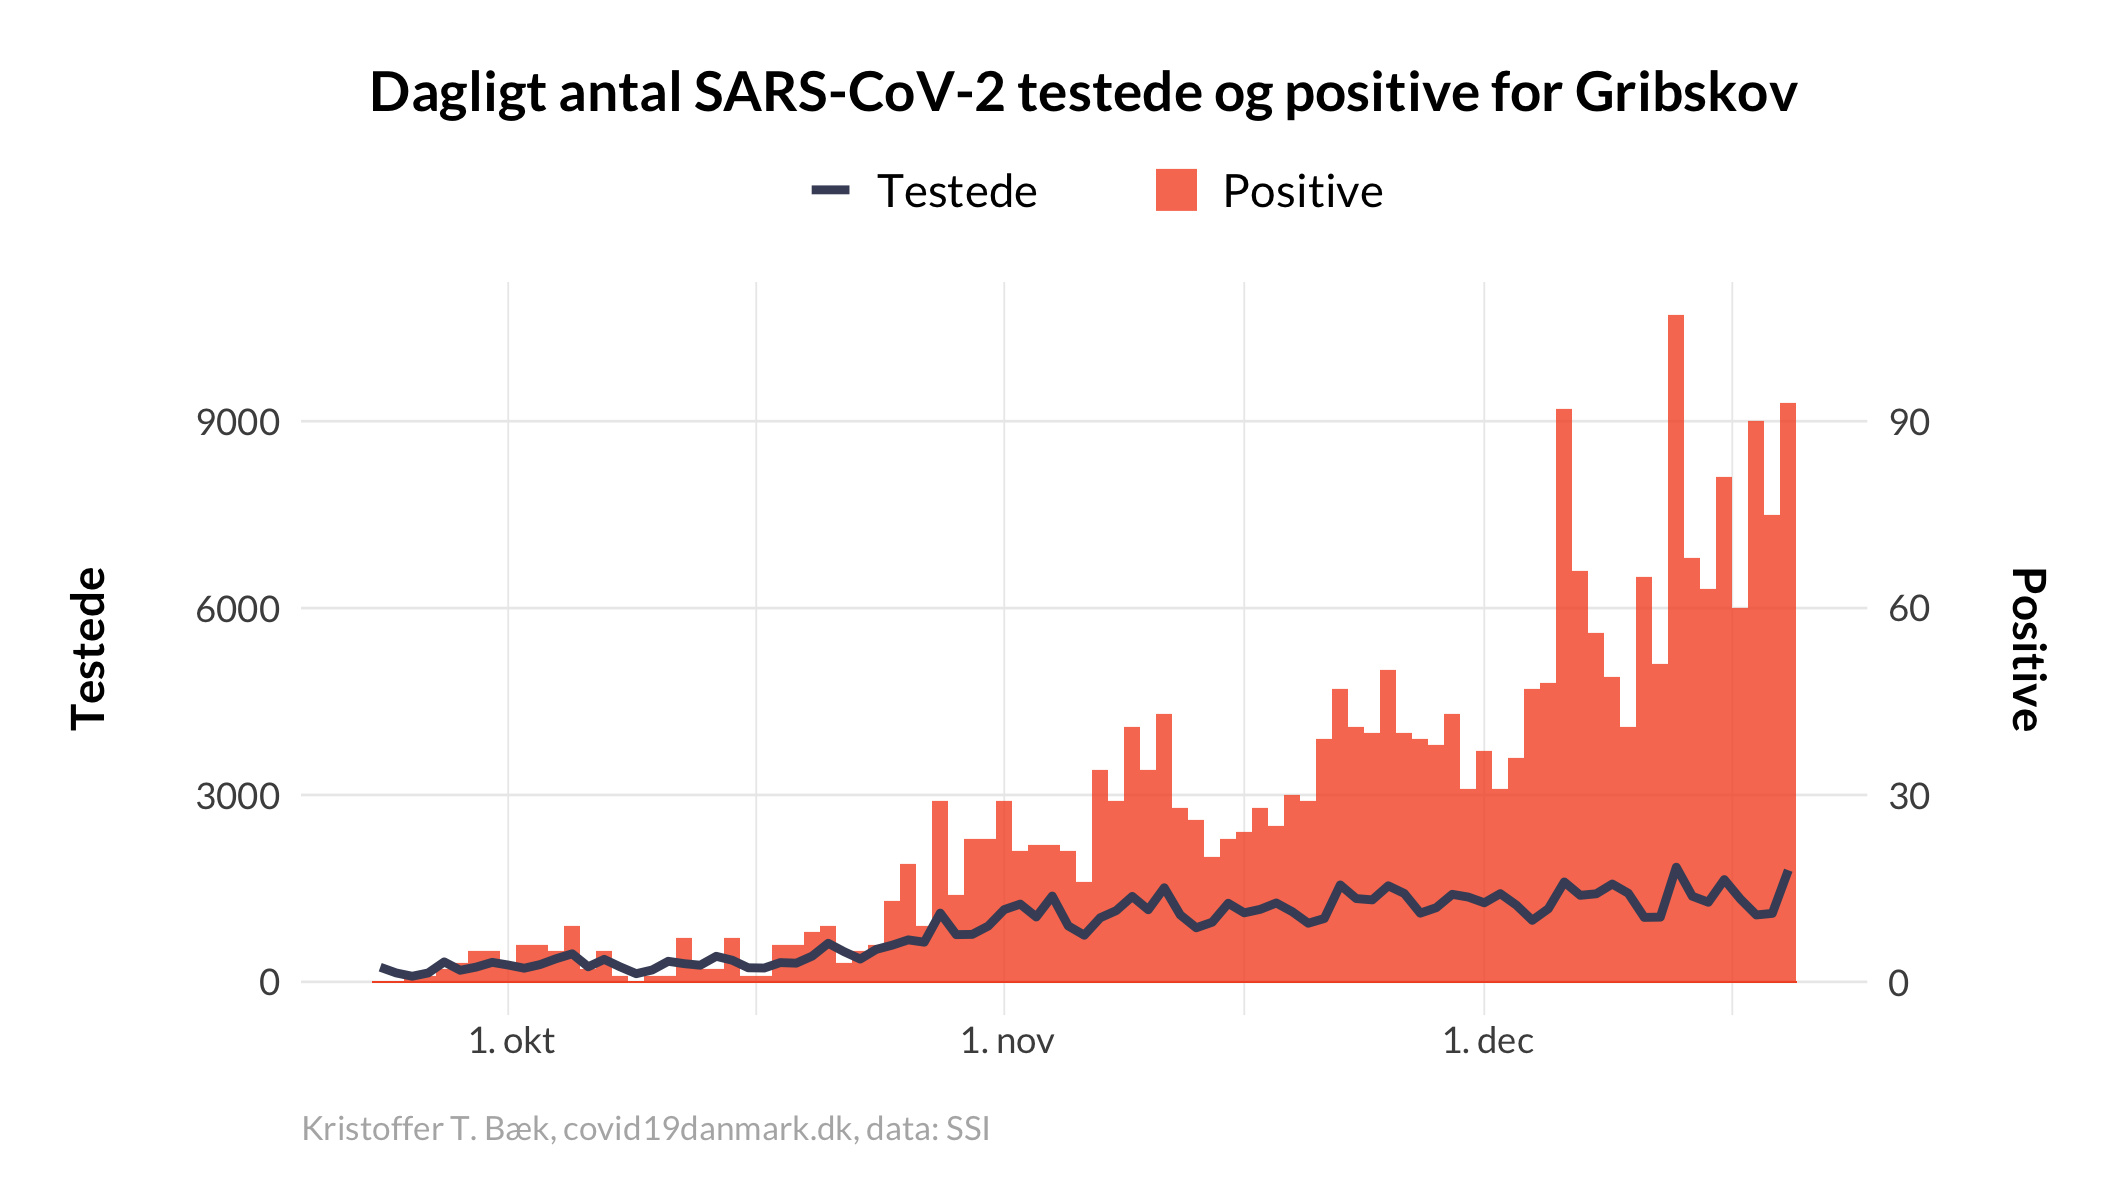 Dagligt antal SARS-CoV-2 testede og positive for Gribskov
Testede
Positive
9000
6000
3000
0
Testede
90
60
30
0
Positive
1. okt
1. nov
1. dec
Kristoffer T. Bæk, covid19danmark.dk, data: SSI